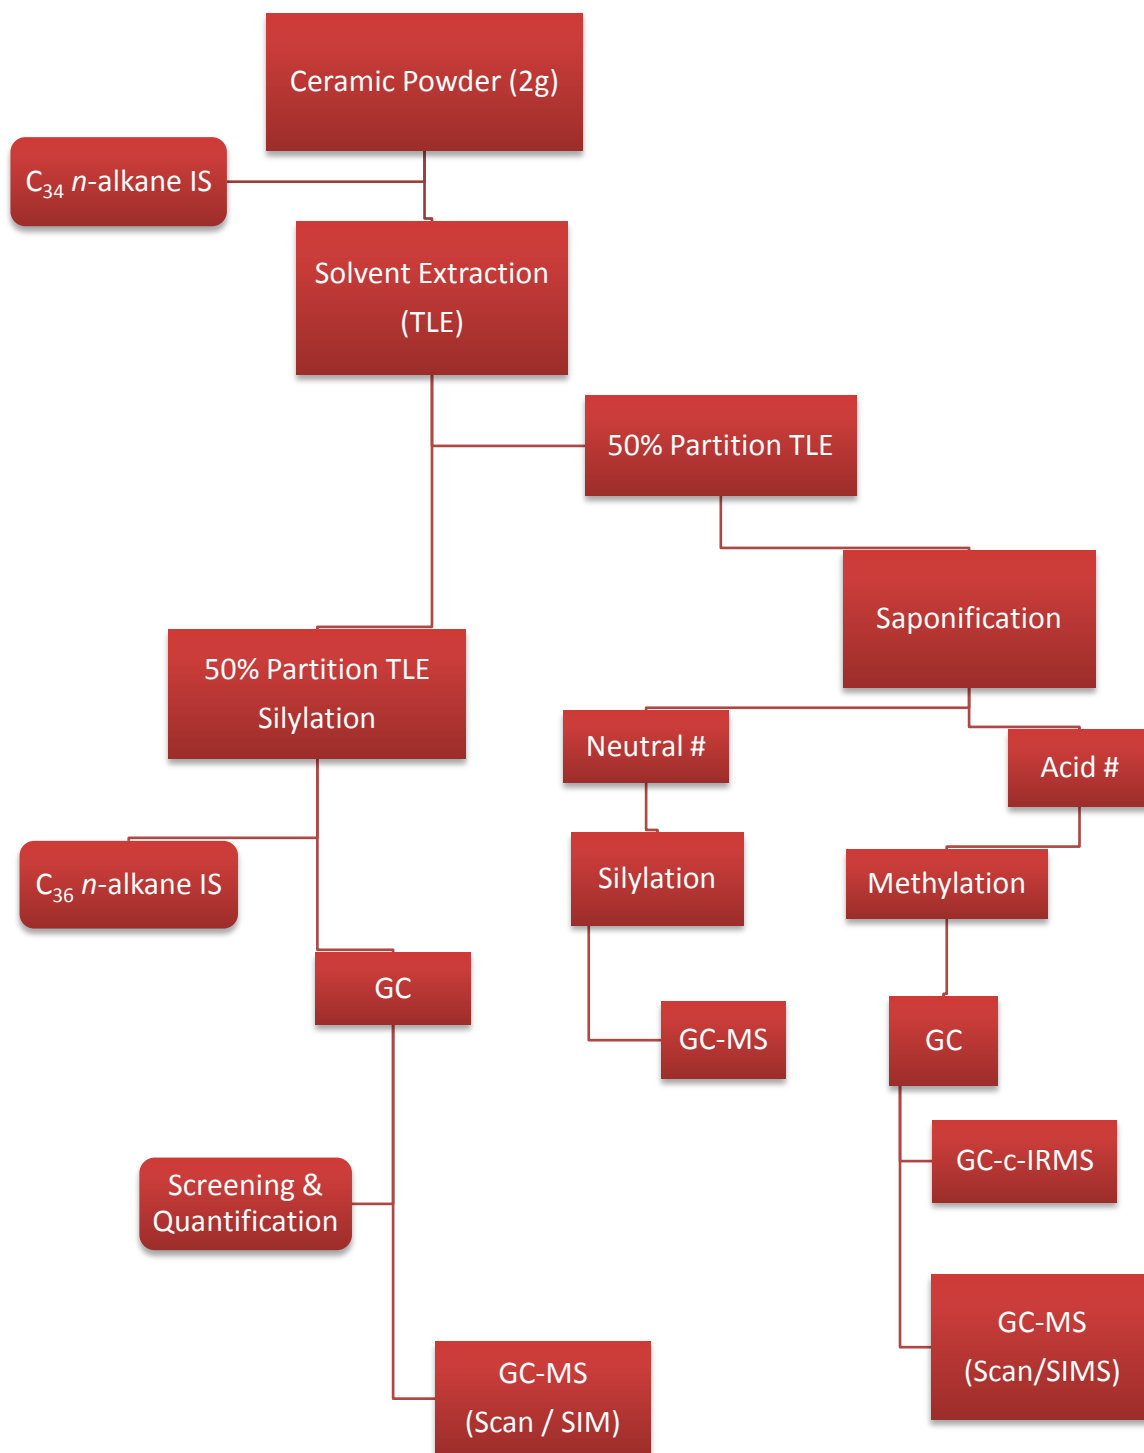 Ceramic Powder (2g)
C₃₄ n-alkane IS
Solvent Extraction
(TLE)
50% Partition TLE
Saponification
50% Partition TLE
Silylation
Neutral #
Acid #
C₃₆ n-alkane IS
Silylation
Methylation
GC
GC-MS
GC
GC-c-IRMS
Screening &
Quantification
GC-MS
(Scan/SIMS)
GC-MS
(Scan / SIM)